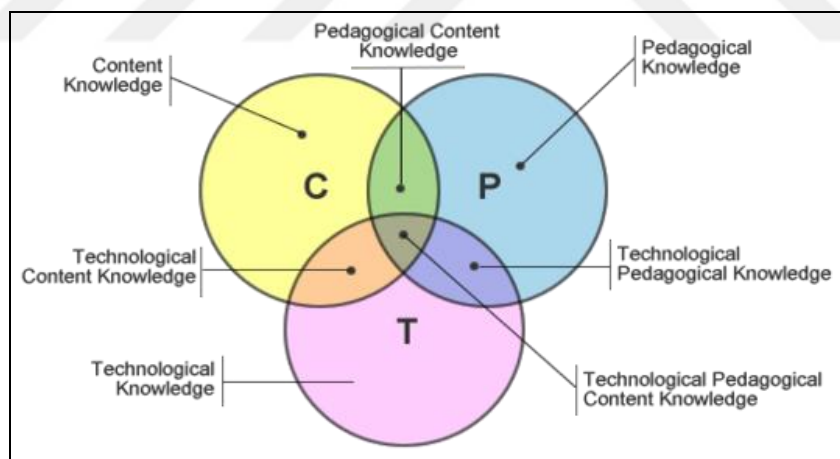 Pedagogical Content
Knowledge
Content
Knowledge
Pedagogical
Knowledge
C
P
Technological
Content Knowledge
Technological
Pedagogical Knowledge
T
Technological
Knowledge
Technological Pedagogical
Content Knowledge